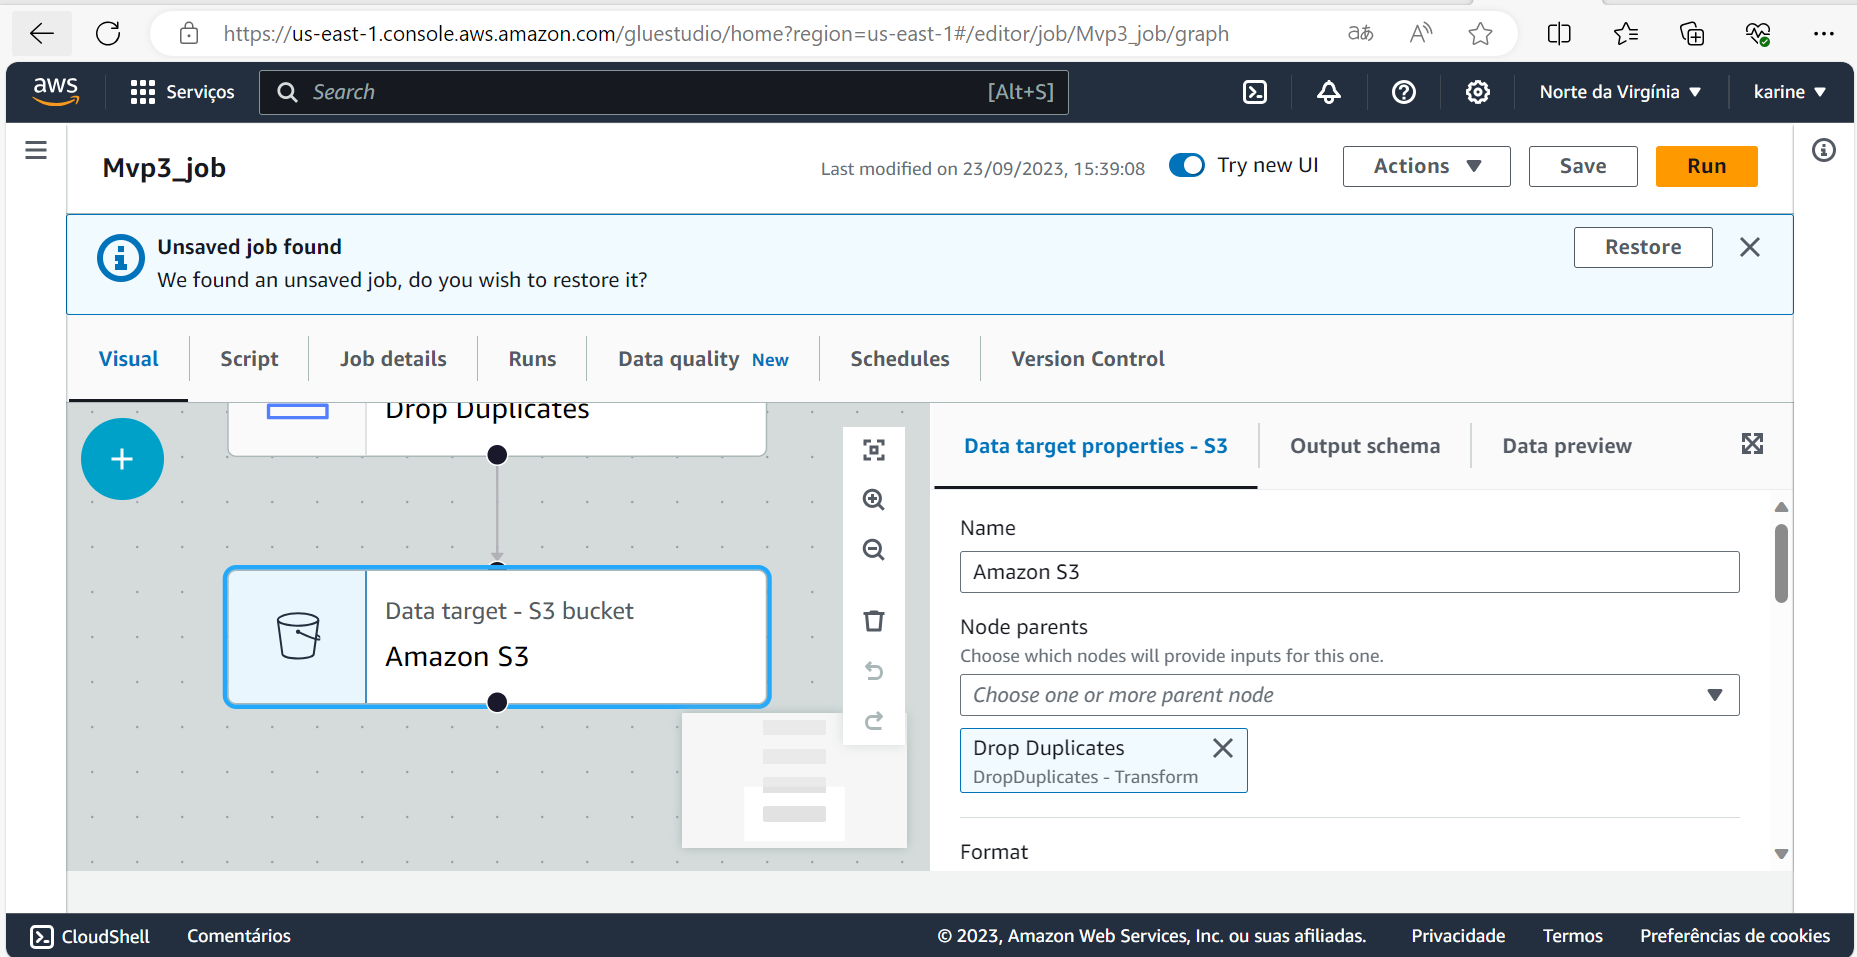 https://us-east-1.console.aws.amazon.com/gluestudio/home?region=us-east-1#/editor/job/Mvp3_job/graph
aあ
A
aws
Serviços
Search
[Alt+S]
Norte da Virgínia
karine
Mvp3_job
Last modified on 23/09/2023, 15:39:08
Try new UI
Actions
Save
Run
Unsaved job found
We found an unsaved job, do you wish to restore it?
Restore
Visual
Script
Job details
Runs
Data quality New
Schedules
Version Control
Drop Duplicates
Data target - S3 bucket
Amazon S3
Data target properties - S3
Output schema
Data preview
Name
Amazon S3
Node parents
Choose which nodes will provide inputs for this one.
Choose one or more parent node
Drop Duplicates
DropDuplicates - Transform
Format
CloudShell
Comentários
© 2023, Amazon Web Services, Inc. ou suas afiliadas.
Privacidade
Termos
Preferências de cookies